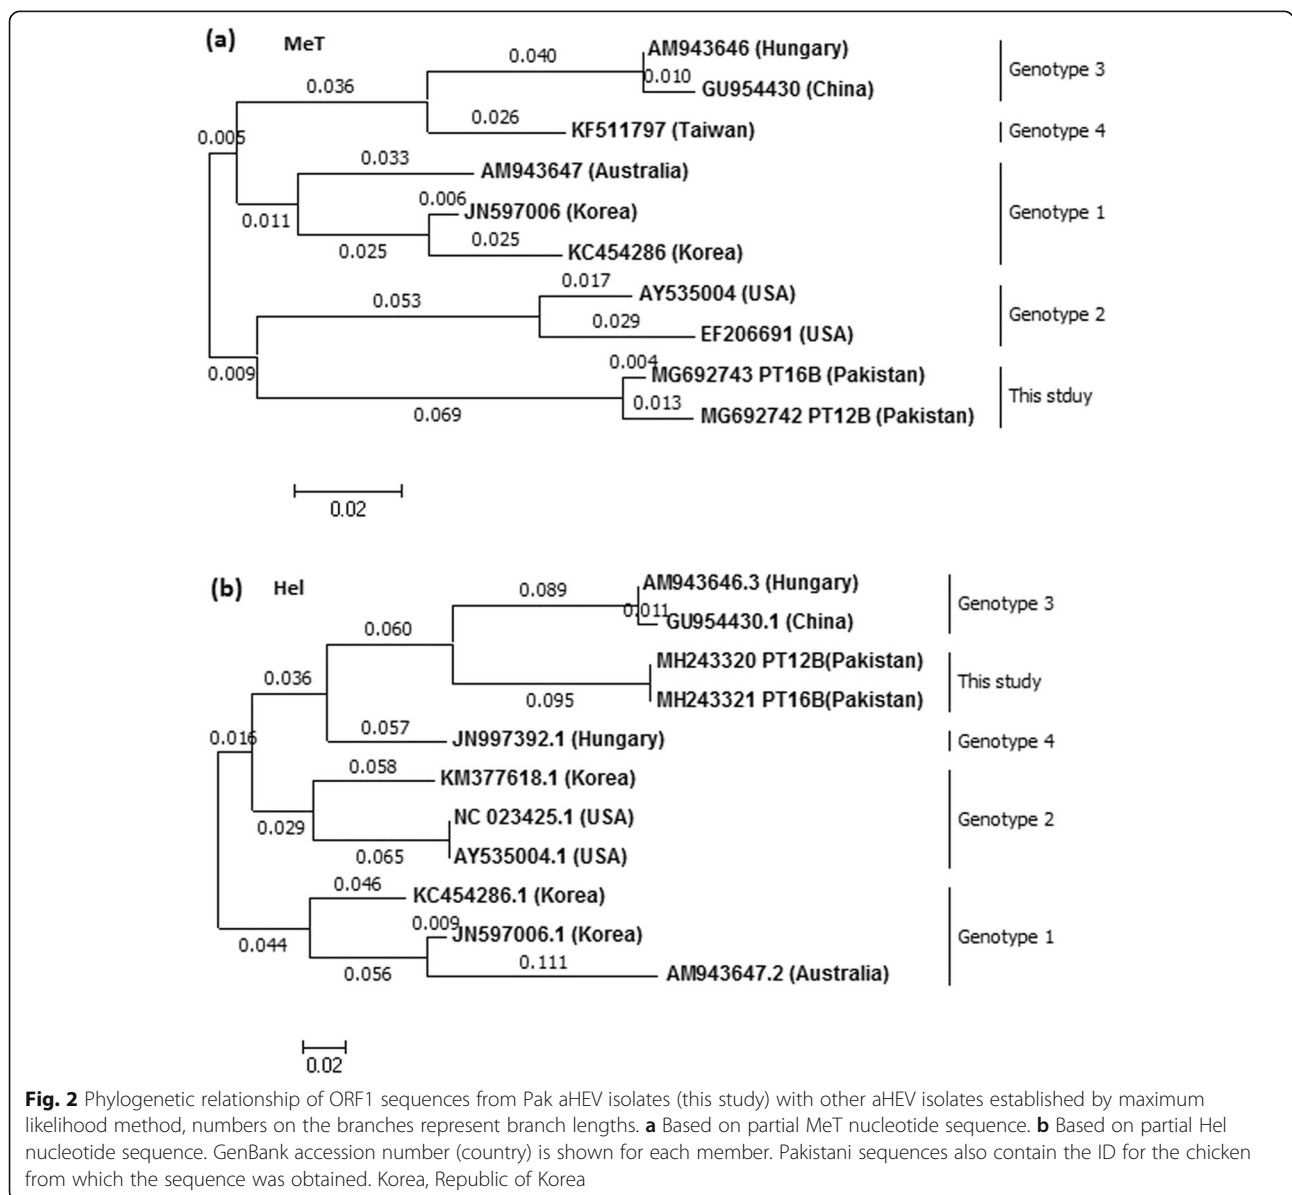 (a) MeT
0.040
AM943646 (Hungary)
0.010
GU954430 (China)
Genotype 3
0.036
0.026
KF511797 (Taiwan)
Genotype 4
0.005
0.033
AM943647 (Australia)
0.006
JN597006 (Korea)
Genotype 1
0.011
0.025
0.025
KC454286 (Korea)
0.017
AY535004 (USA)
0.053
0.029
EF206691 (USA)
Genotype 2
0.009
0.004
MG692743 PT16B (Pakistan)
0.013
This stduy
0.069
MG692742 PT12B (Pakistan)
0.02
(b) Hel
0.089
AM943646.3 (Hungary)
0.011
GU954430.1 (China)
Genotype 3
0.060
MH243320 PT12B(Pakistan)
This study
0.036
0.095
MH243321 PT16B(Pakistan)
0.057
JN997392.1 (Hungary)
Genotype 4
0.016
0.058
KM377618.1 (Korea)
NC 023425.1 (USA)
Genotype 2
0.029
0.065
AY535004.1 (USA)
0.046
KC454286.1 (Korea)
0.009
JN597006.1 (Korea)
Genotype 1
0.044
0.056
0.111
AM943647.2 (Australia)
0.02
Fig. 2 Phylogenetic relationship of ORF1 sequences from Pak aHEV isolates (this study) with other aHEV isolates established by maximum
likelihood method, numbers on the branches represent branch lengths. a Based on partial MeT nucleotide sequence. b Based on partial Hel
nucleotide sequence. GenBank accession number (country) is shown for each member. Pakistani sequences also contain the ID for the chicken
from which the sequence was obtained. Korea, Republic of Korea